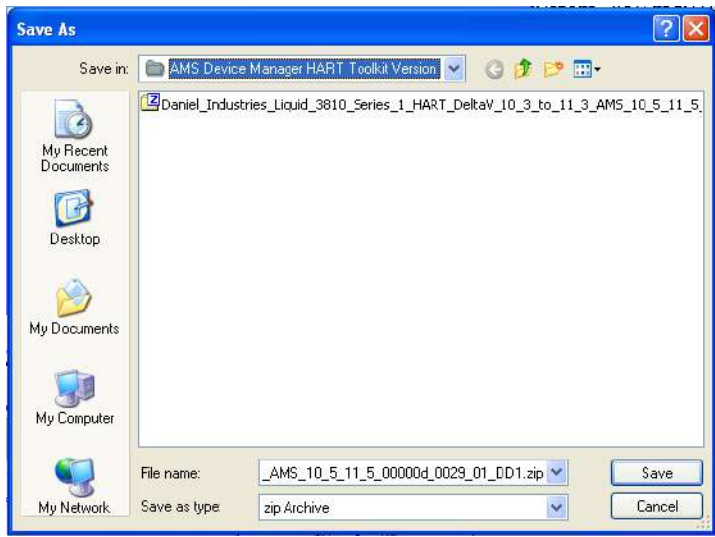 Save As
Save in:
AMS Device Manager HART Toolkit Version
Daniel_Industries_Liquid_3810_Series_1_HART_DeltaV_10_3_to_11_3_AMS_10_5_11_5_
My Recent
Documents
Desktop
My Documents
My Computer
My Network
File name:
_AMS_10_5_11_5_00000d_0029_01_DD1.zip
Save
Save as type
zip Archive
Cancel